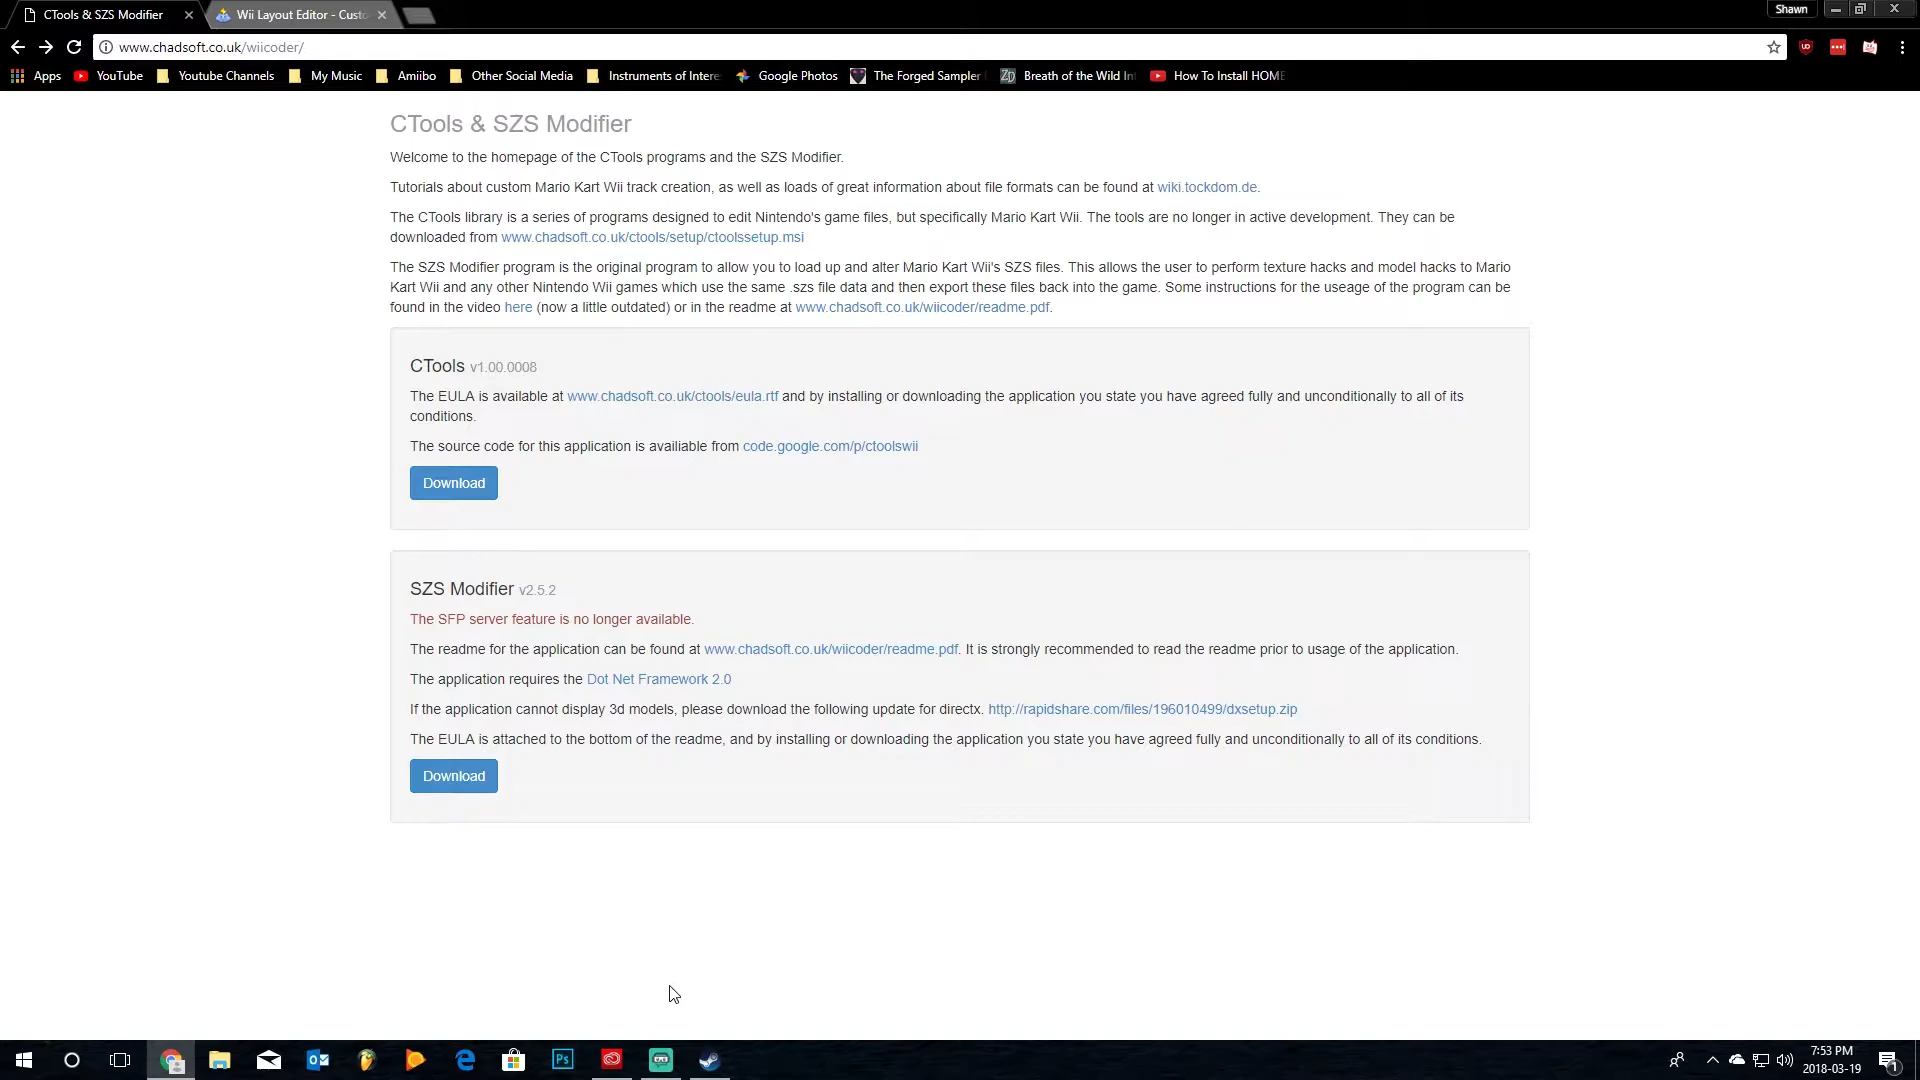 CTools & SZS Modifier
Wii Layout Editor - Custo
Shawn
www.chadsoft.co.uk/wiicoder/
Apps
YouTube
Youtube Channels
My Music
Amiibo
Other Social Media
Instruments of Intere
Google Photos
The Forged Sampler
Zp
Breath of the Wild Int
How To Install HOME
CTools & SZS Modifier
Welcome to the homepage of the CTools programs and the SZS Modifier.
Tutorials about custom Mario Kart Wii track creation, as well as loads of great information about file formats can be found at wiki.tockdom.de.
The CTools library is a series of programs designed to edit Nintendo's game files, but specifically Mario Kart Wii. The tools are no longer in active development. They can be
downloaded from www.chadsoft.co.uk/ctools/setup/ctoolssetup.msi
The SZS Modifier program is the original program to allow you to load up and alter Mario Kart Wii's SZS files. This allows the user to perform texture hacks and model hacks to Mario
Kart Wii and any other Nintendo Wii games which use the same .szs file data and then export these files back into the game. Some instructions for the useage of the program can be
found in the video here (now a little outdated) or in the readme at www.chadsoft.co.uk/wiicoder/readme.pdf.
CTools v1.00.0008
The EULA is available at www.chadsoft.co.uk/ctools/eula.rtf and by installing or downloading the application you state you have agreed fully and unconditionally to all of its
conditions.
The source code for this application is availiable from code.google.com/p/ctoolswii
Download
SZS Modifier v2.5.2
The SFP server feature is no longer available.
The readme for the application can be found at www.chadsoft.co.uk/wiicoder/readme.pdf. It is strongly recommended to read the readme prior to usage of the application.
The application requires the Dot Net Framework 2.0
If the application cannot display 3d models, please download the following update for directx. http://rapidshare.com/files/196010499/dxsetup.zip
The EULA is attached to the bottom of the readme, and by installing or downloading the application you state you have agreed fully and unconditionally to all of its conditions.
Download
Ps
7:53 PM
2018-03-19
1